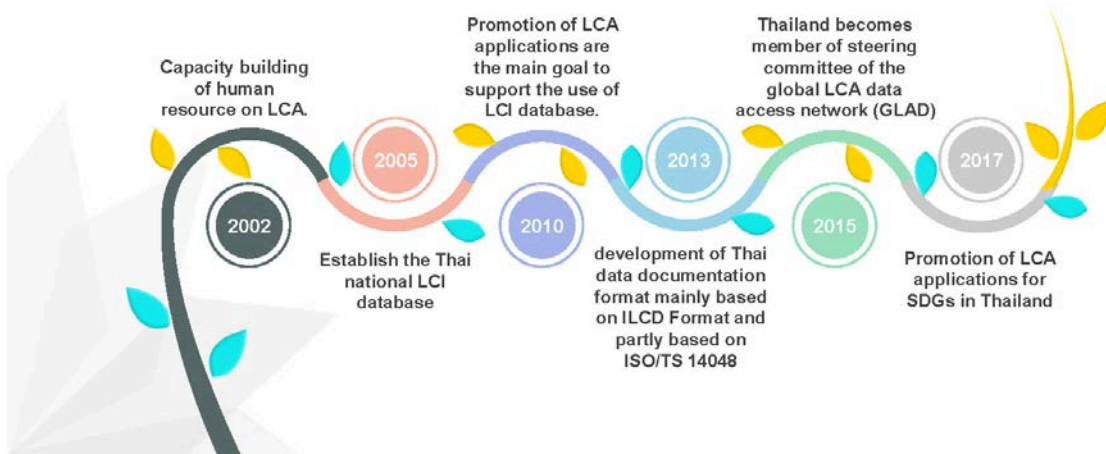 Capacity building
of human
resource on LCA.
2002
2005
Establish the Thai
national LCI
database
Promotion of LCA
applications are
the main goal to
support the use of
LCI database.
2010
2013
development of Thai
data documentation
format mainly based
on ILCD Format and
partly based on
ISO/TS 14048
Thailand becomes
member of steering
committee of the
global LCA data
access network (GLAD)
2015
2017
Promotion of LCA
applications for
SDGs in Thailand